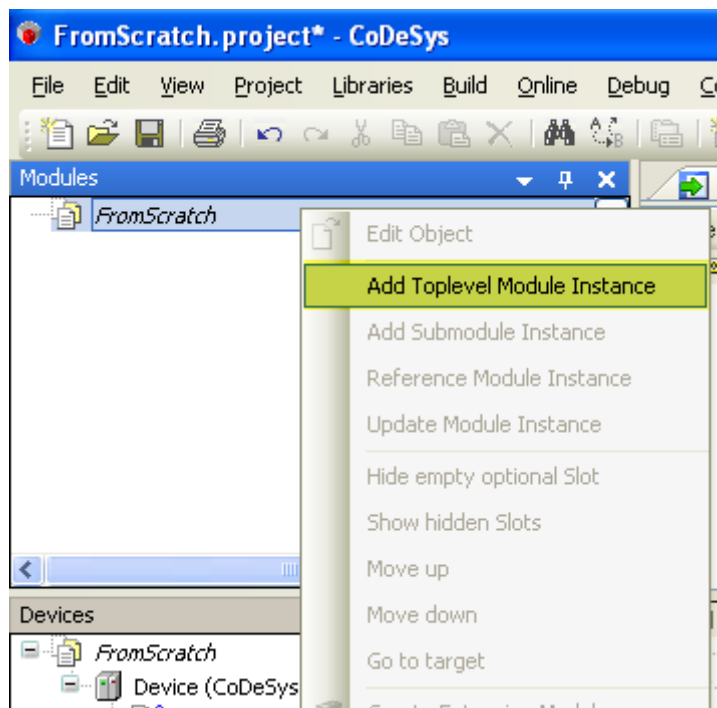 FromScratch.project* - CoDeSys
File Edit View Project Libraries Build Online Debug
Modules
FromScratch
Edit Object
Add Toplevel Module Instance
Add Submodule Instance
Reference Module Instance
Update Module Instance
Hide empty optional Slot
Show hidden Slots
Move up
Move down
Go to target
Devices
FromScratch
Device (CoDeSys